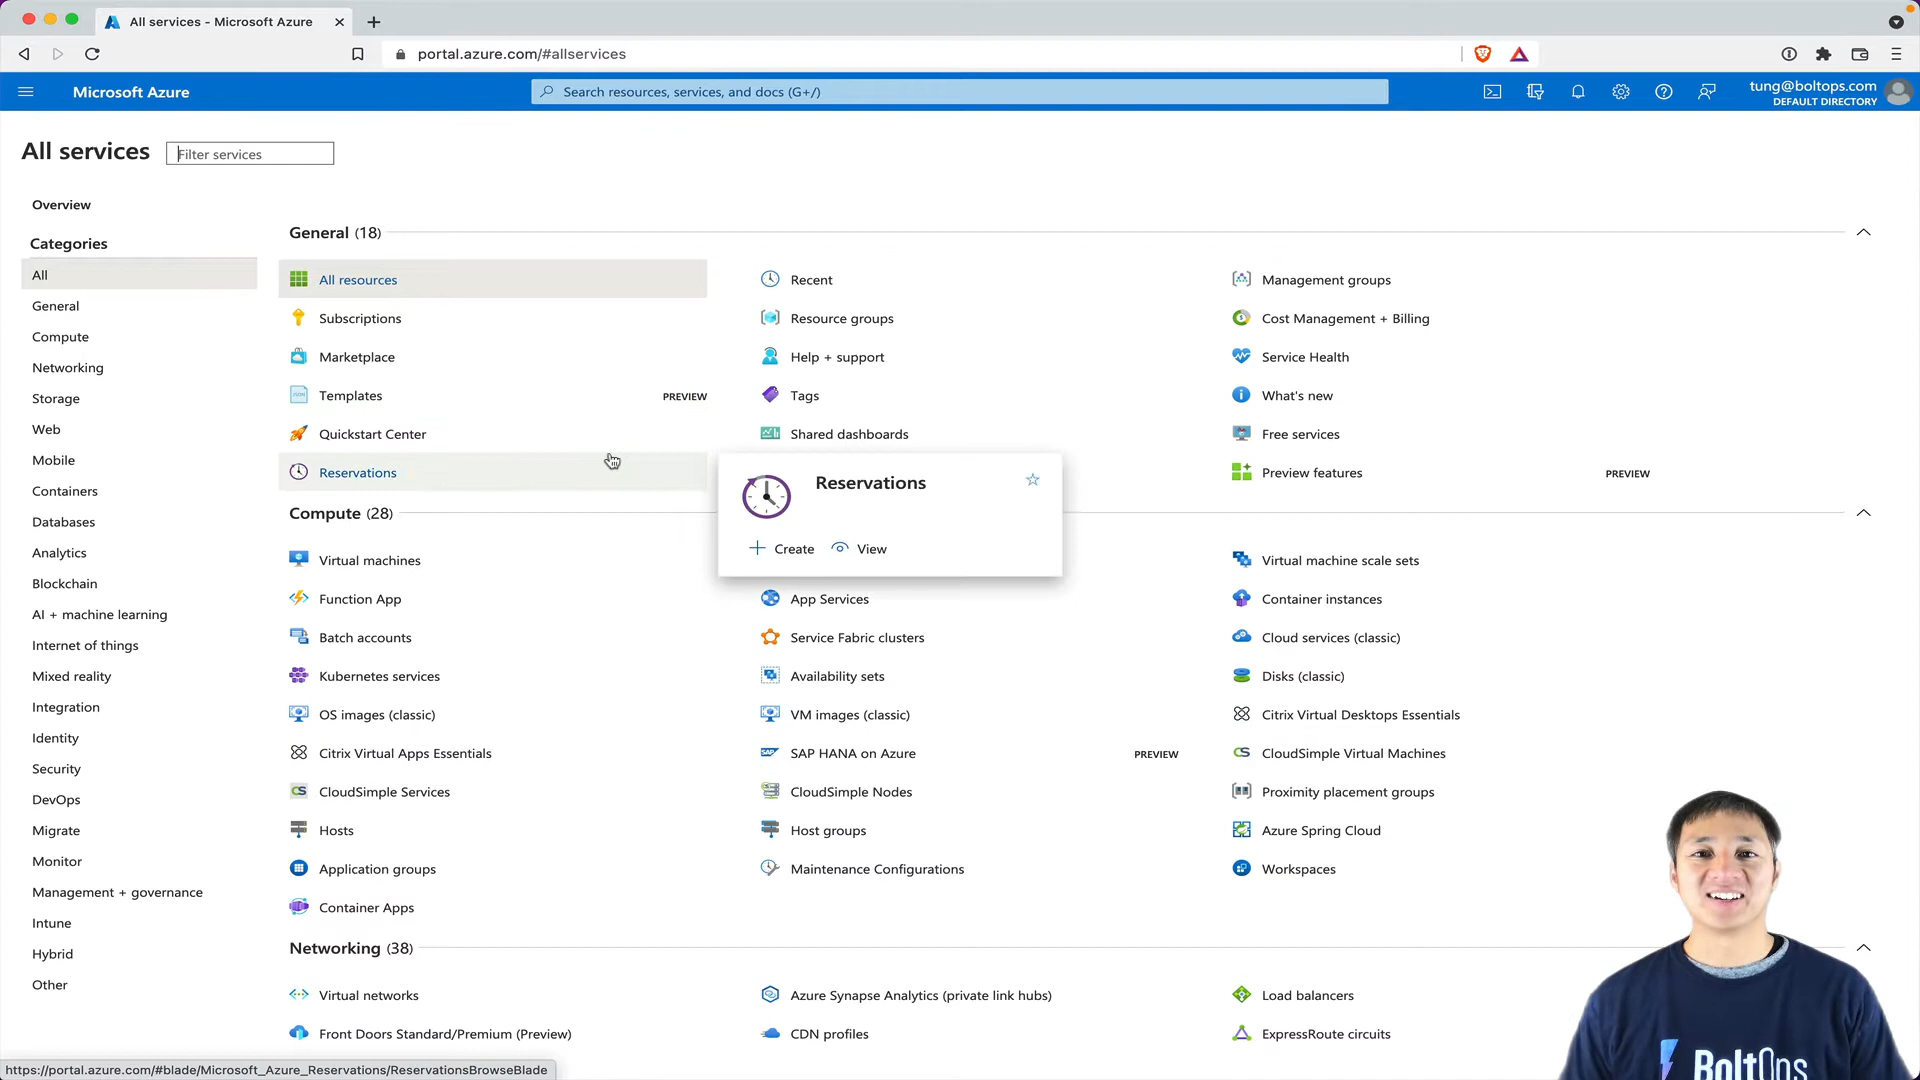 All services - Microsoft Azure
portal.azure.com/#allservices
Microsoft Azure
Search resources, services, and docs (G+/)
tung@boltops.com
DEFAULT DIRECTORY
All services
Filter services
Overview
Categories
All
General
Compute
Networking
Storage
Web
Mobile
Containers
Databases
Analytics
Blockchain
AI + machine learning
Internet of things
Mixed reality
Integration
Identity
Security
DevOps
Migrate
Monitor
Management + governance
Intune
Hybrid
Other
General (18)
All resources
Recent
Management groups
Subscriptions
Resource groups
Cost Management + Billing
Marketplace
Help + support
Service Health
Templates PREVIEW
Tags
What's new
Quickstart Center
Shared dashboards
Free services
Reservations
Preview features PREVIEW
Reservations
Create View
Compute (28)
Virtual machines
Virtual machine scale sets
Function App
App Services
Container instances
Batch accounts
Service Fabric clusters
Cloud services (classic)
Kubernetes services
Availability sets
Disks (classic)
OS images (classic)
VM images (classic)
Citrix Virtual Desktops Essentials
Citrix Virtual Apps Essentials
SAP HANA on Azure PREVIEW
CloudSimple Virtual Machines
CloudSimple Services
CloudSimple Nodes
Proximity placement groups
Hosts
Host groups
Azure Spring Cloud
Application groups
Maintenance Configurations
Workspaces
Container Apps
Networking (38)
Virtual networks
Azure Synapse Analytics (private link hubs)
Load balancers
Front Doors Standard/Premium (Preview)
CDN profiles
ExpressRoute circuits
https://portal.azure.com/#blade/Microsoft_Azure_Reservations/ReservationsBrowseBlade
BoltOps